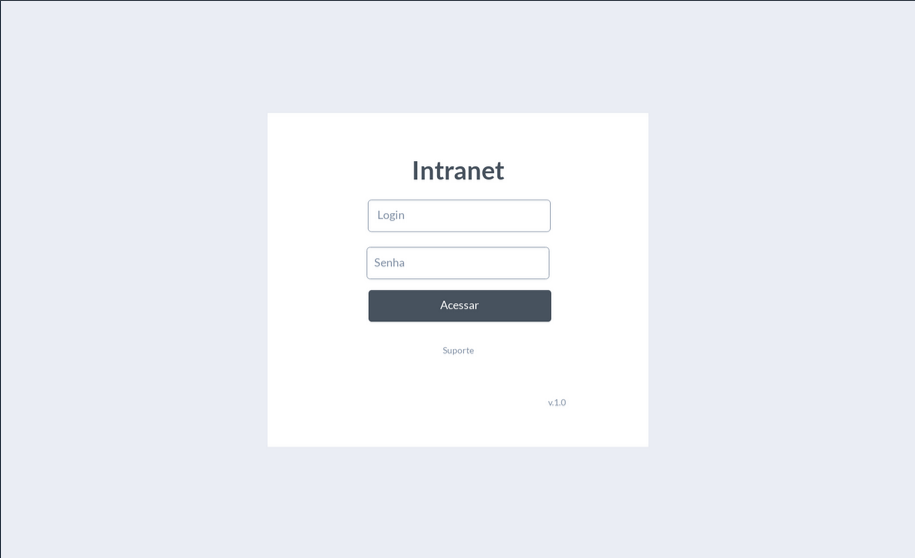 Intranet
Login
Senha
Acessar
Suporte
v.1.0